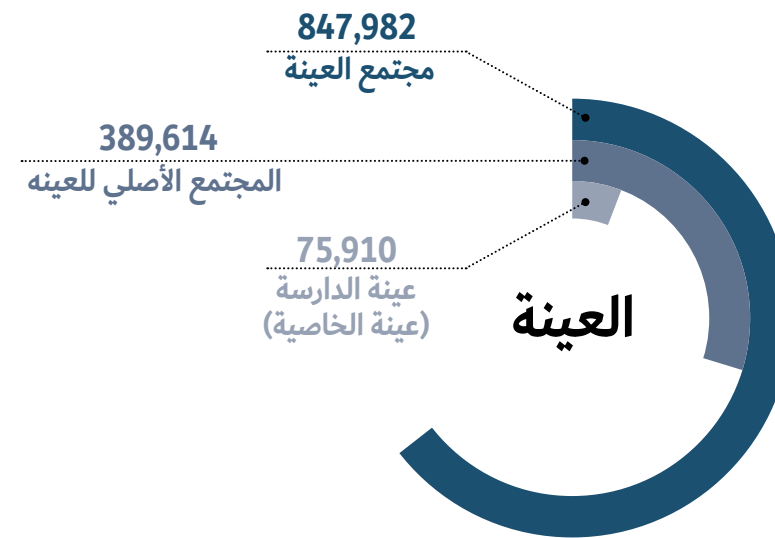 847,982
مجتمع العينة
389,614
المجتمع الأصلي للعينه
75,910
عينة الدارسة
(عينة الخاصية)
العينة